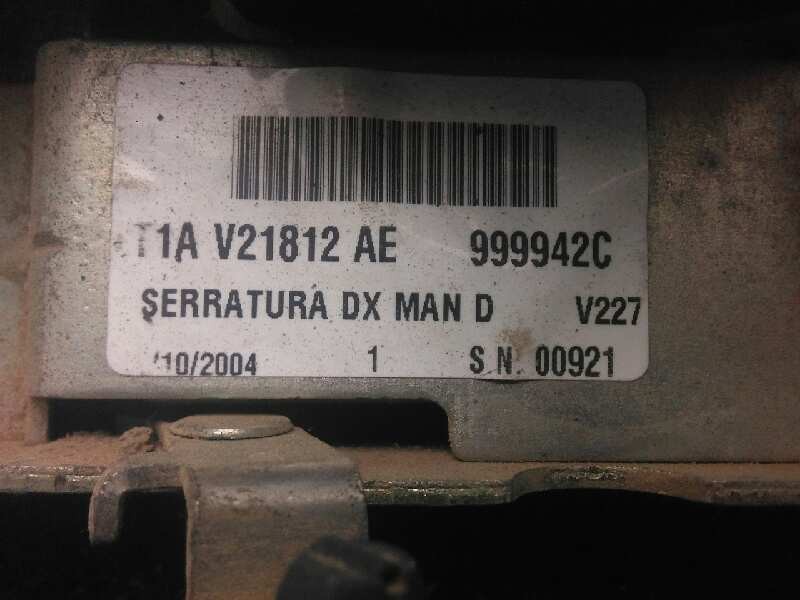 T1A V21812 AE 999942C
SERRATURA DX MAN D V227
/10/2004 1 S N. 00921